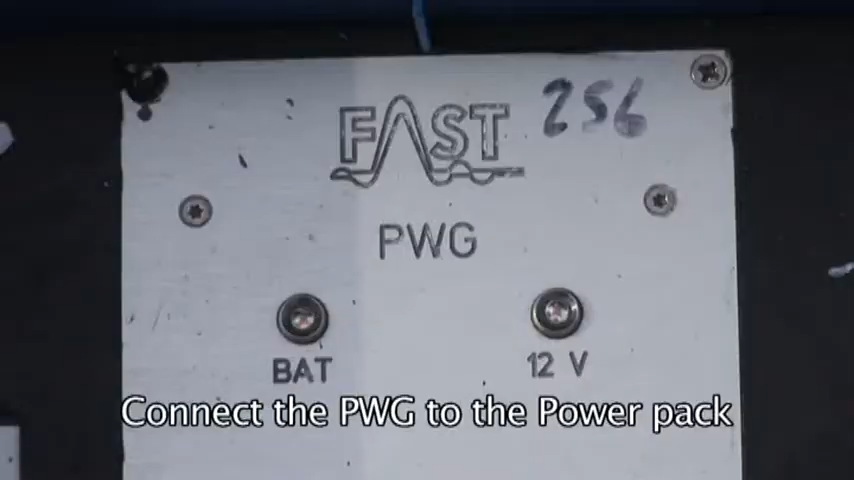 FAST
256
PWG
BAT
12 V
Connect the PWG to the Power pack